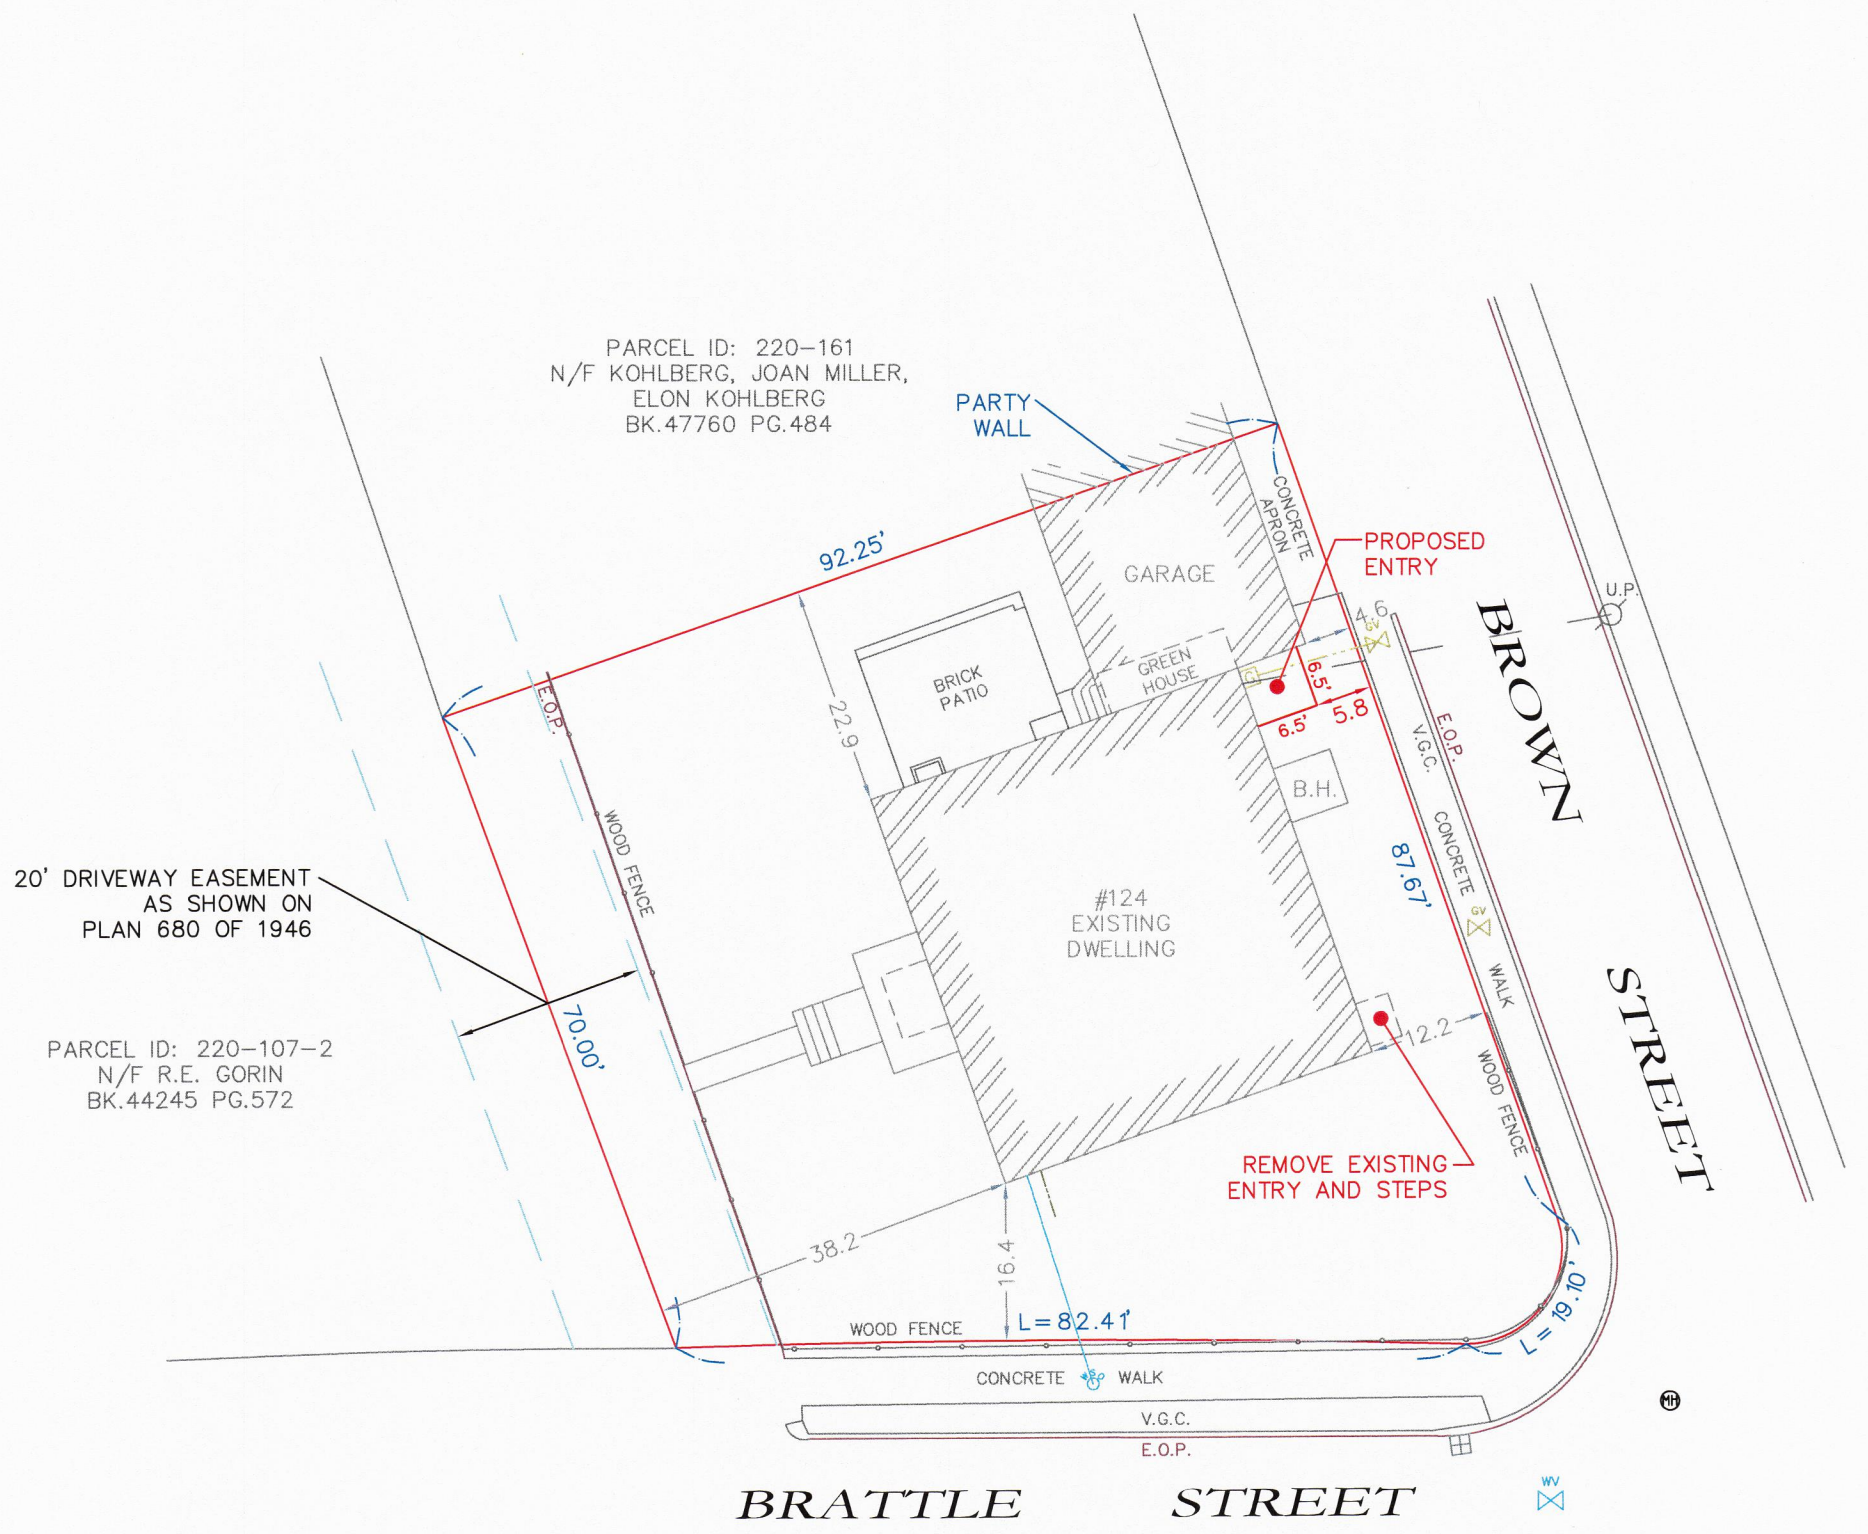 PARCEL ID: 220-161
N/F KOHLBERG, JOAN MILLER,
ELON KOHLBERG
BK.47760 PG.484
PARTY
WALL
92.25'
CONCRETE
APRON
PROPOSED
ENTRY
GARAGE
4.6
GV
U.P.
BROWN
STREET
GREEN
HOUSE
G
6.5'
6.5'
5.8
BRICK
PATIO
E.O.P.
22.9
V.G.C.
E.O.P.
B.H.
WOOD FENCE
87.67'
CONCRETE
WALK
GV
20' DRIVEWAY EASEMENT
AS SHOWN ON
PLAN 680 OF 1946
#124
EXISTING
DWELLING
70.00'
PARCEL ID: 220-107-2
N/F R.E. GORIN
BK.44245 PG.572
12.2
WOOD FENCE
REMOVE EXISTING
ENTRY AND STEPS
38.2
16.4
WOOD FENCE
L=82.41'
L=19.10'
CONCRETE WALK
MH
V.G.C.
E.O.P.
WV
BRATTLE STREET